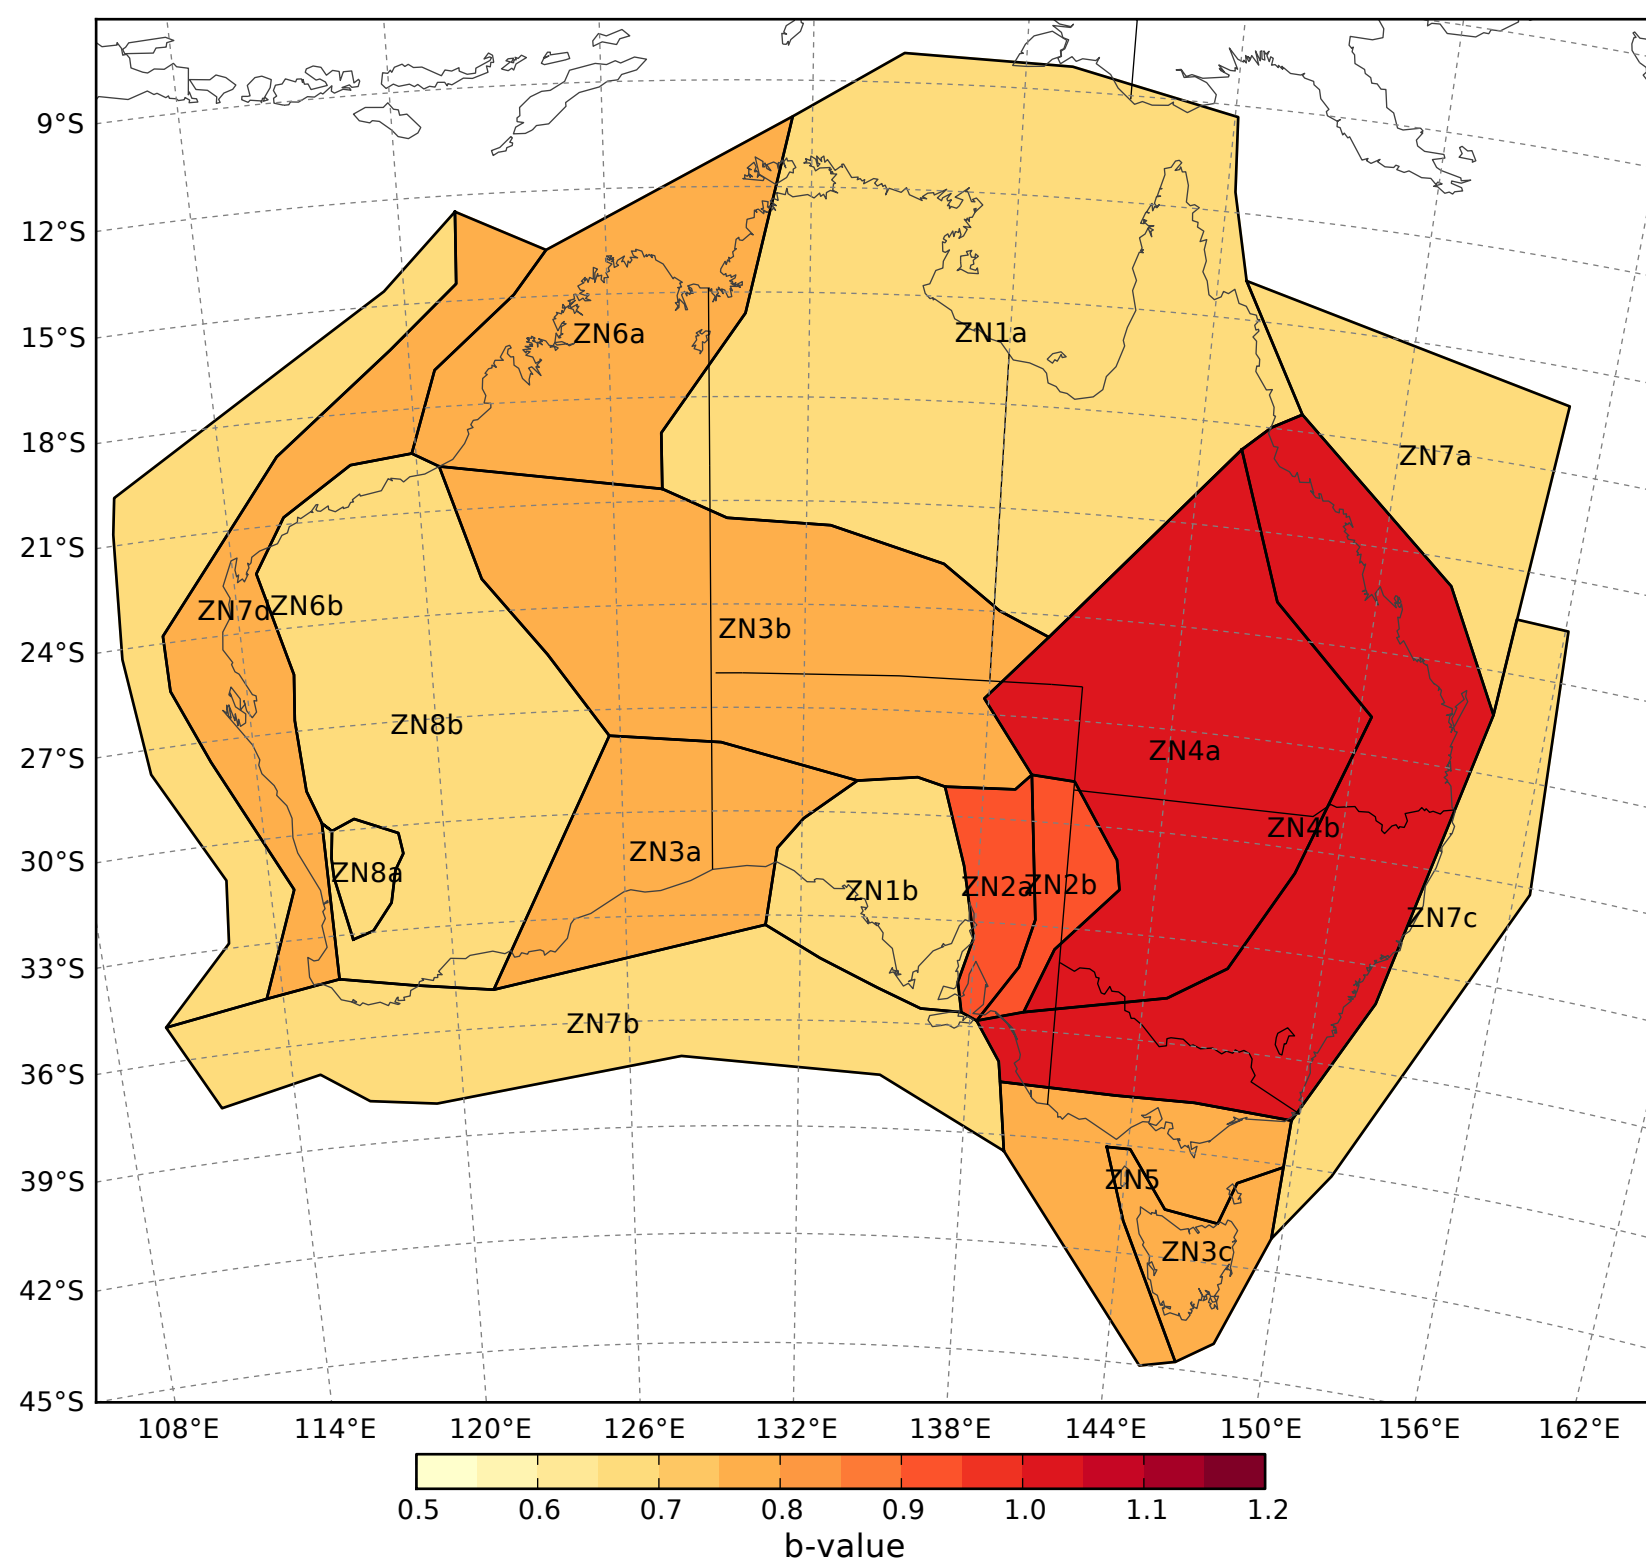 9°S
12°S
15°S
18°S
21°S
24°S
27°S
30°S
33°S
36°S
39°S
42°S
45°S
ZN6a
ZN1a
ZN7a
ZN7d
ZN6b
ZN3b
ZN8b
ZN4a
ZN4b
ZN3a
ZN8a
ZN1b
ZN2a
ZN2b
ZN7c
ZN7b
ZN5
ZN3c
108°E 114°E 120°E 126°E 132°E 138°E 144°E 150°E 156°E 162°E
0.5 0.6 0.7 0.8 0.9 1.0 1.1 1.2
b-value